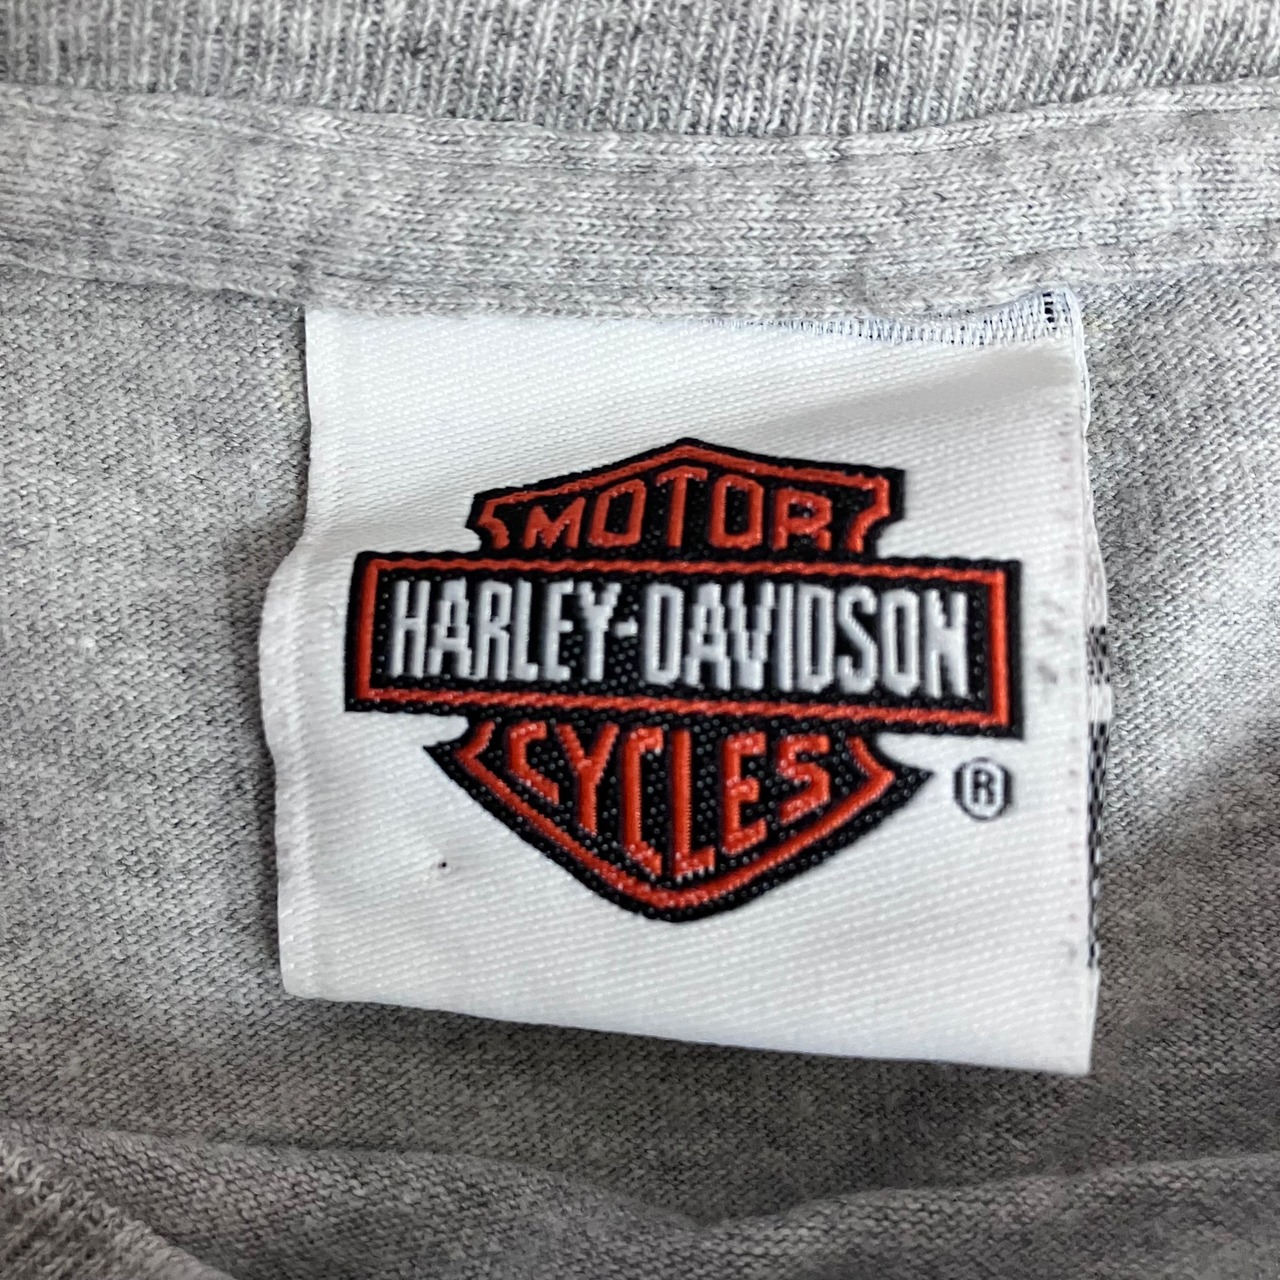 MOTOR
HARLEY-DAVIDSON
CYCLES
®